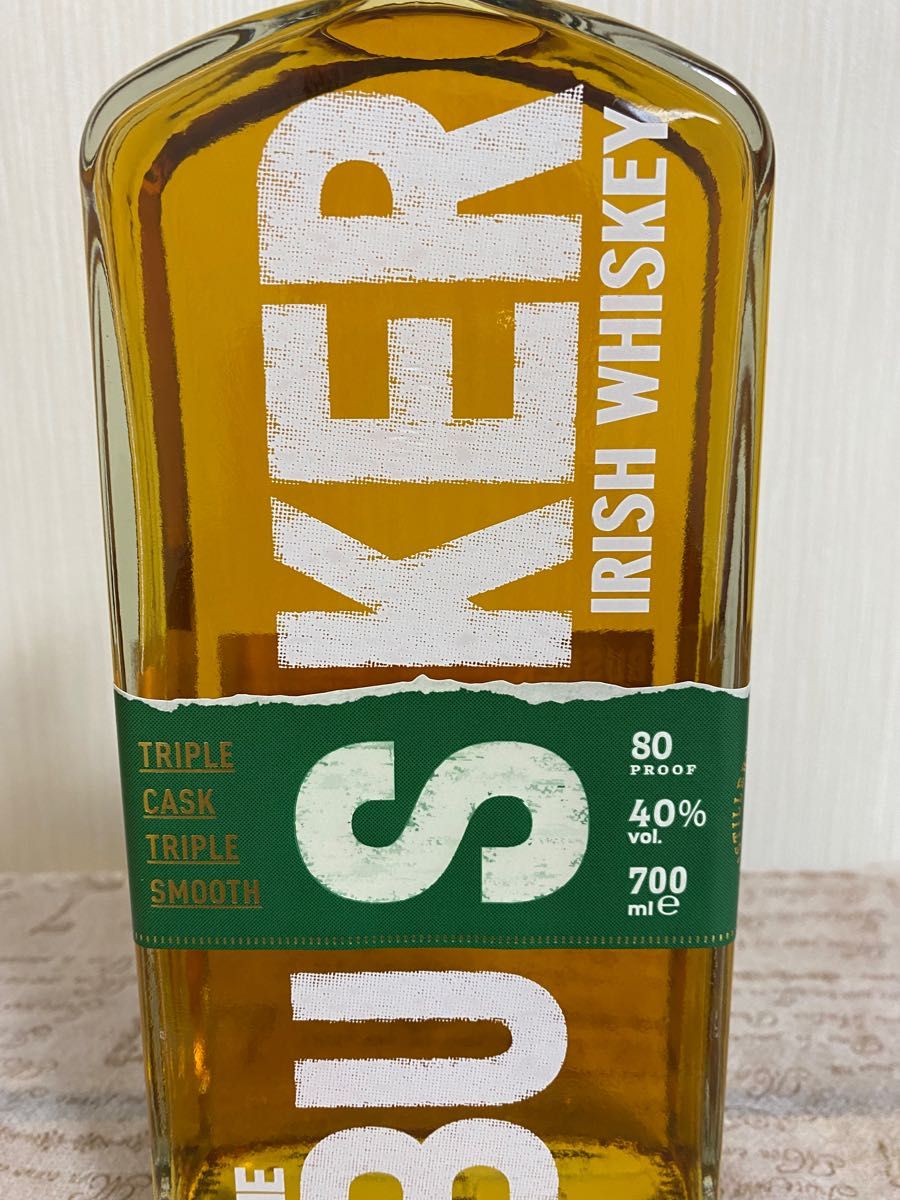 BUSKER
IRISH WHISKEY
TRIPLE
CASK
TRIPLE
SMOOTH
80
PROOF
40%
vol.
700
ml e